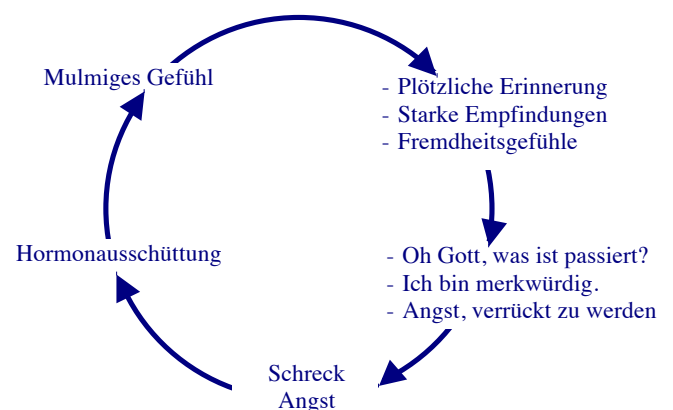 Mulmiges Gefühl
- Plötzliche Erinnerung
- Starke Empfindungen
- Fremdheitsgefühle
- Oh Gott, was ist passiert?
- Ich bin merkwürdig.
- Angst, verrückt zu werden
Schreck
Angst
Hormonausschüttung